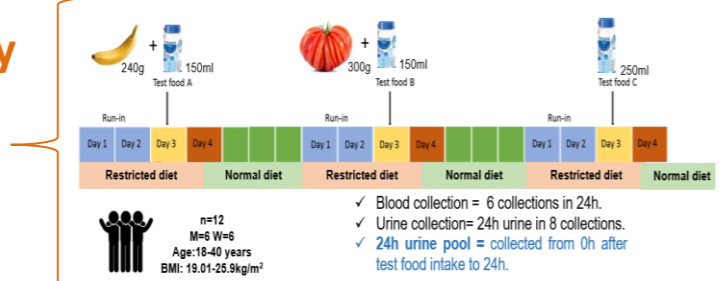 y
+
+
240g
150ml
300g
150ml
250ml
Test food A
Test food B
Test food C
Run-in
Run-in
Run-in
Day 1 Day 2 Day 3 Day 4 Day 1 Day 2 Day 3 Day 4 Day 1 Day 2 Day 3 Day 4
Restricted diet Normal diet Restricted diet Normal diet Restricted diet Normal diet
n=12
M=6 W=6
Age:18-40 years
BMI: 19.01-25.9kg/m²
✓ Blood collection = 6 collections in 24h.
✓ Urine collection= 24h urine in 8 collections.
✓ 24h urine pool = collected from 0h after
test food intake to 24h.